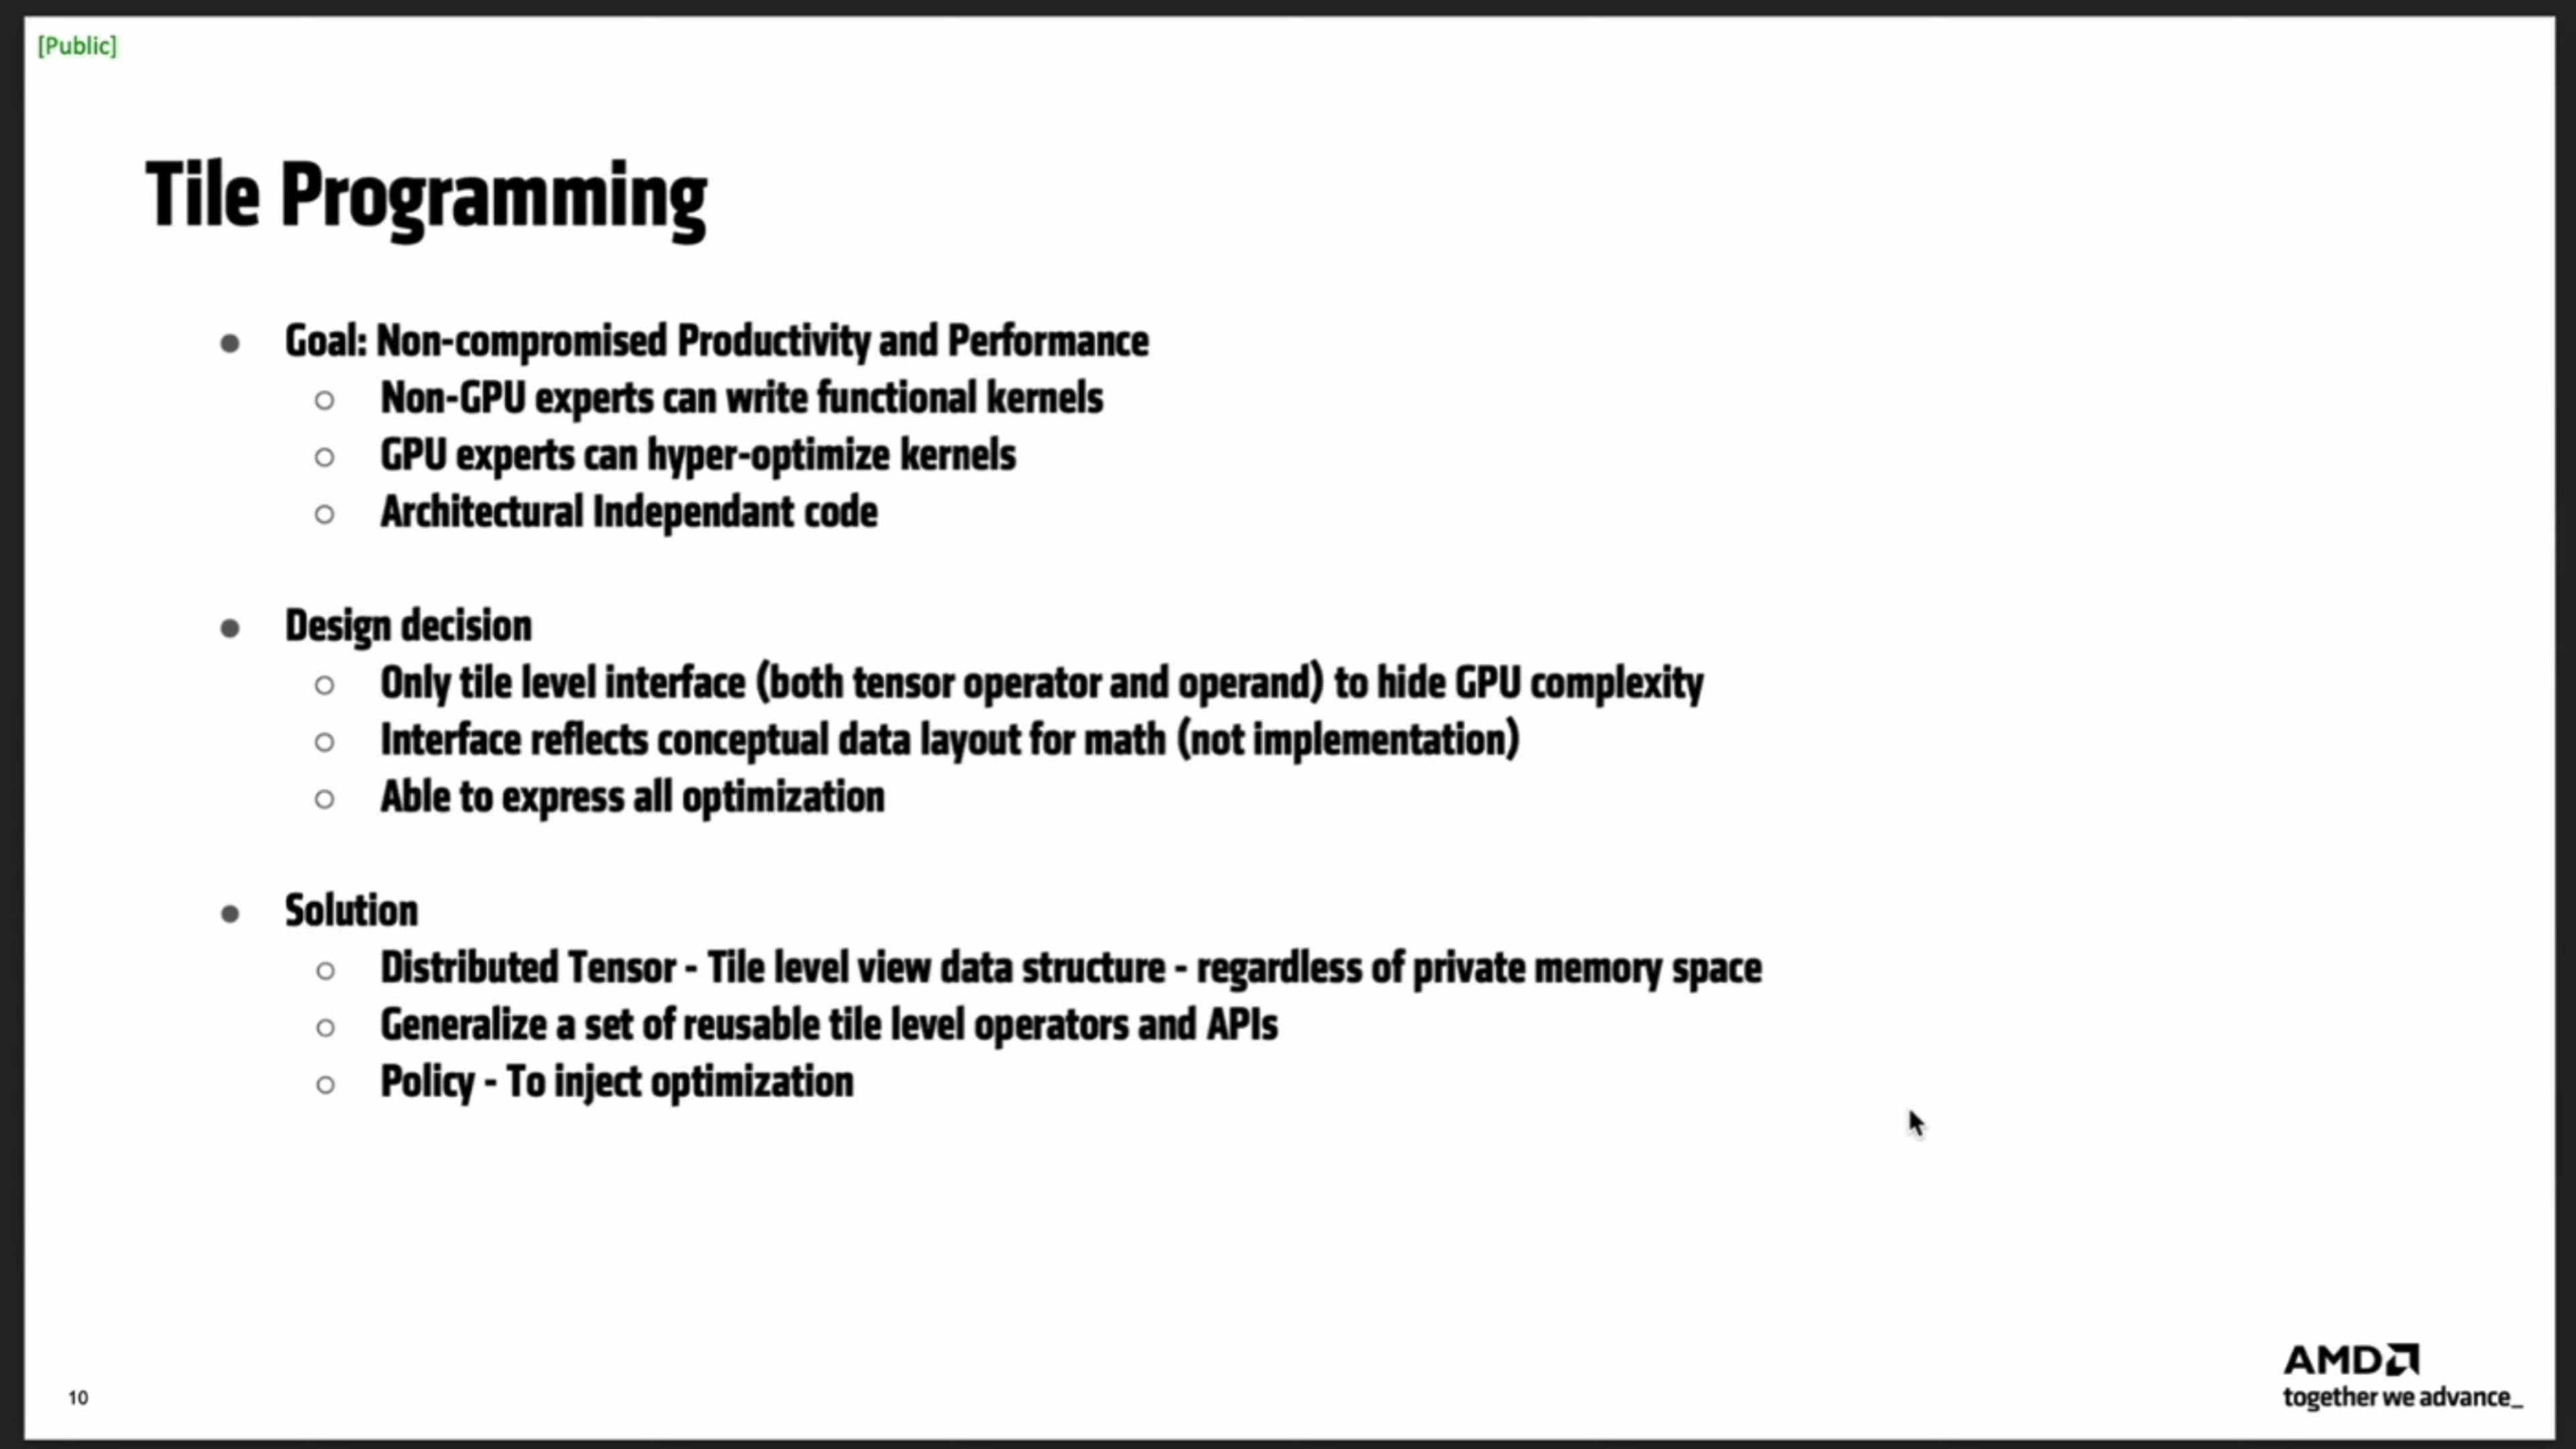 [Public]
Tile Programming
Goal: Non-compromised Productivity and Performance
Non-GPU experts can write functional kernels
GPU experts can hyper-optimize kernels
Architectural Independant code
Design decision
Only tile level interface (both tensor operator and operand) to hide GPU complexity
Interface reflects conceptual data layout for math (not implementation)
Able to express all optimization
Solution
Distributed Tensor - Tile level view data structure - regardless of private memory space
Generalize a set of reusable tile level operators and APIs
Policy - To inject optimization
10
AMD
together we advance_